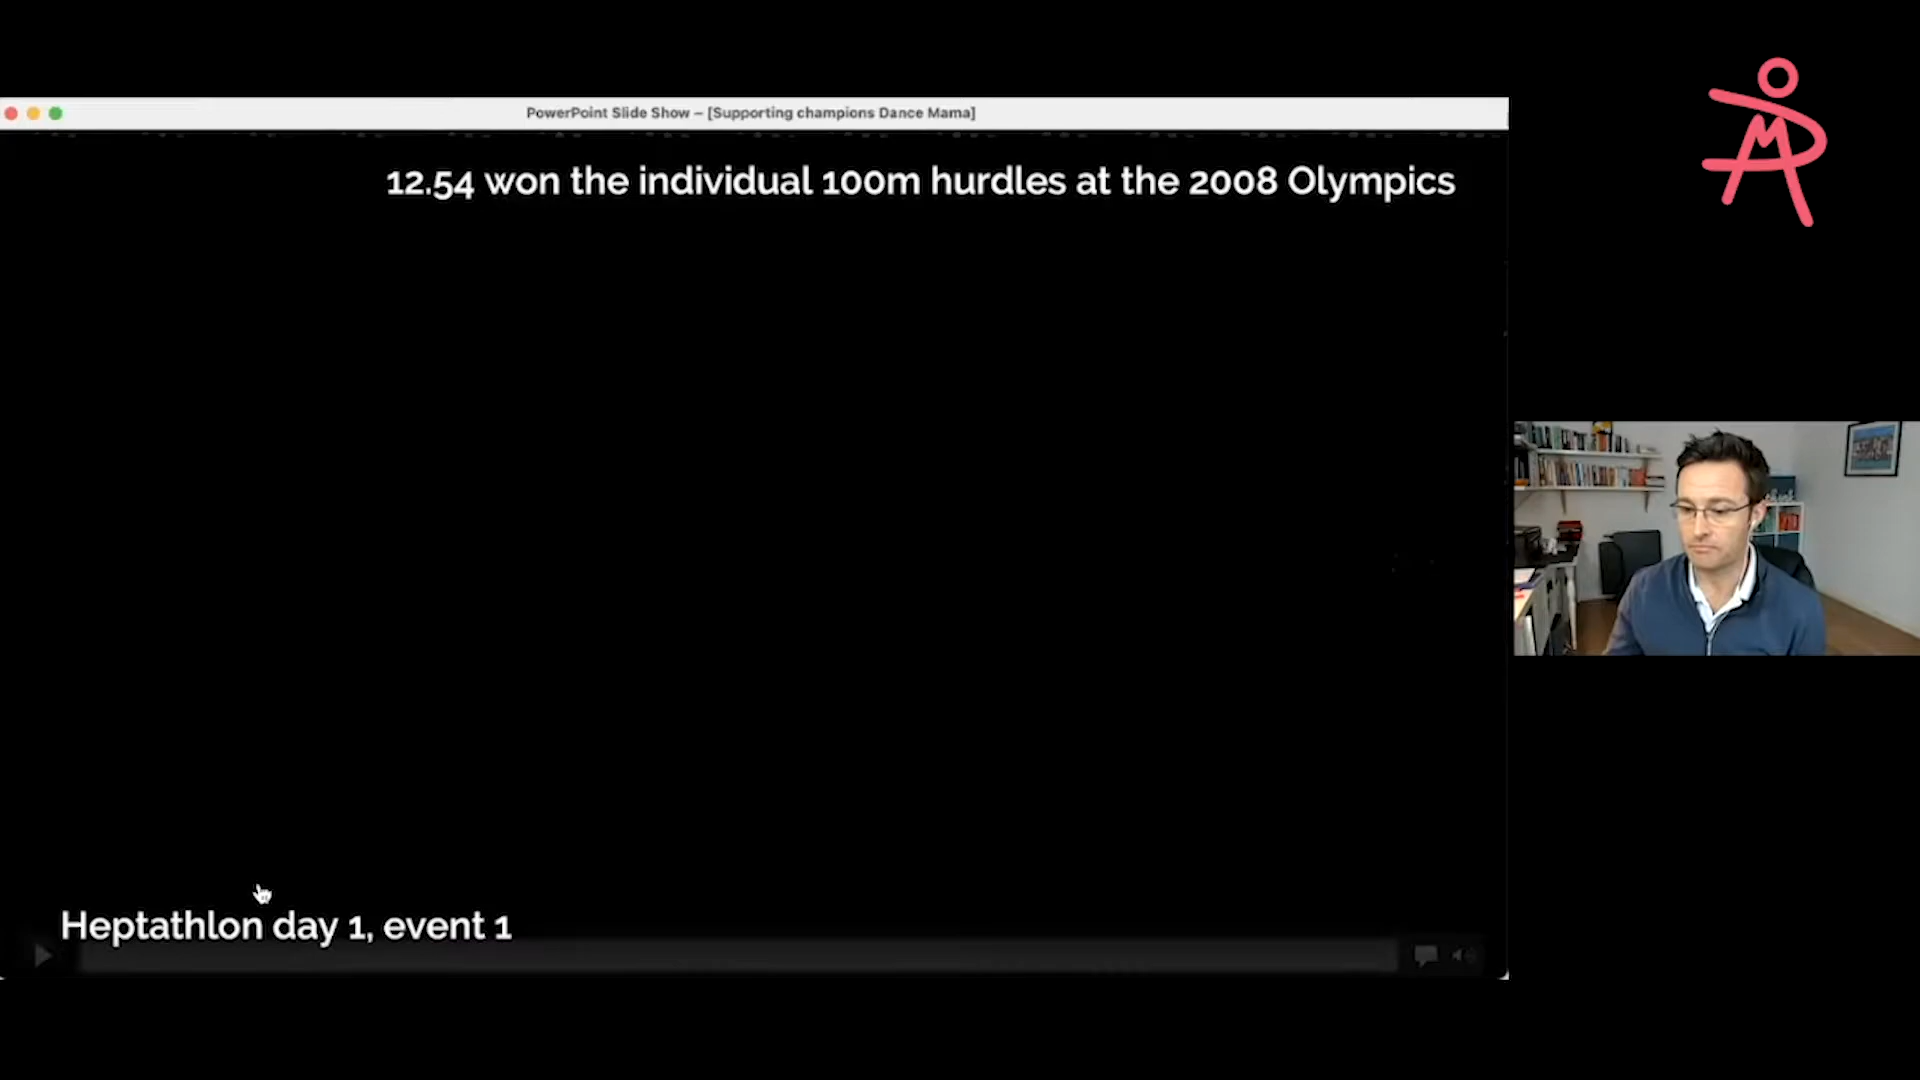 PowerPoint Slide Show – [Supporting champions Dance Mama]
12.54 won the individual 100m hurdles at the 2008 Olympics
Heptathlon day 1, event 1